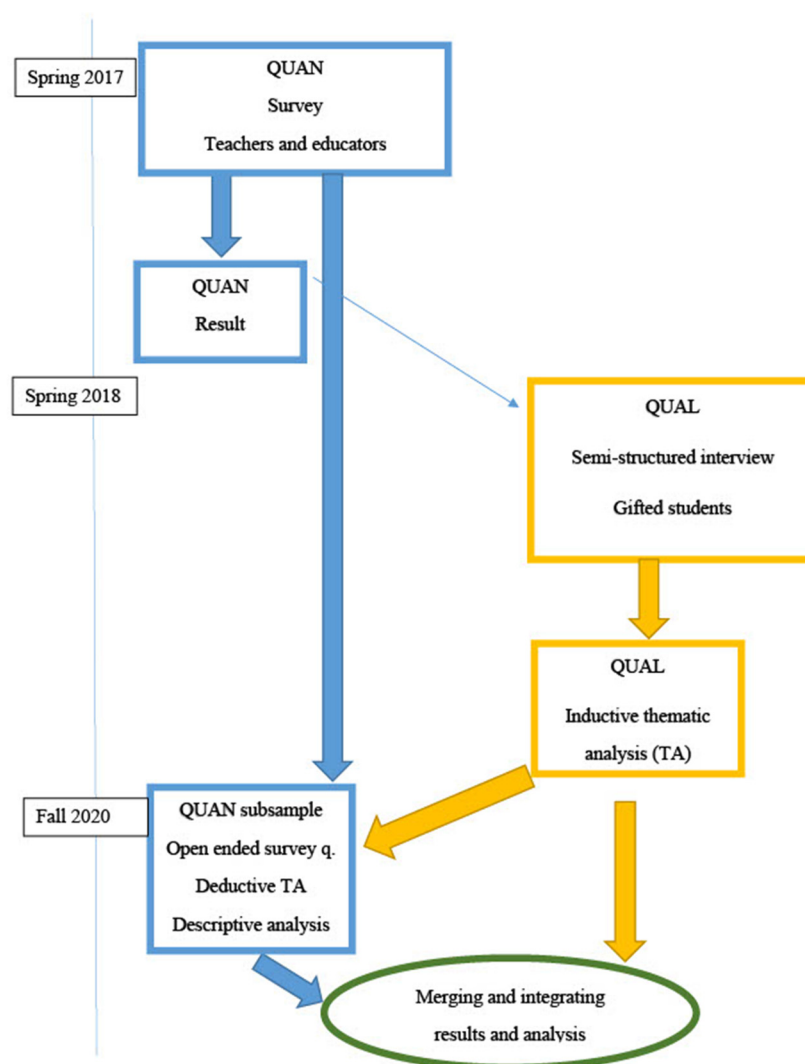 Spring 2017
QUAN
Survey
Teachers and educators
QUAN
Result
Spring 2018
QUAL
Semi-structured interview
Gifted students
QUAL
Inductive thematic
analysis (TA)
Fall 2020
QUAN subsample
Open ended survey q.
Deductive TA
Descriptive analysis
Merging and integrating
results and analysis